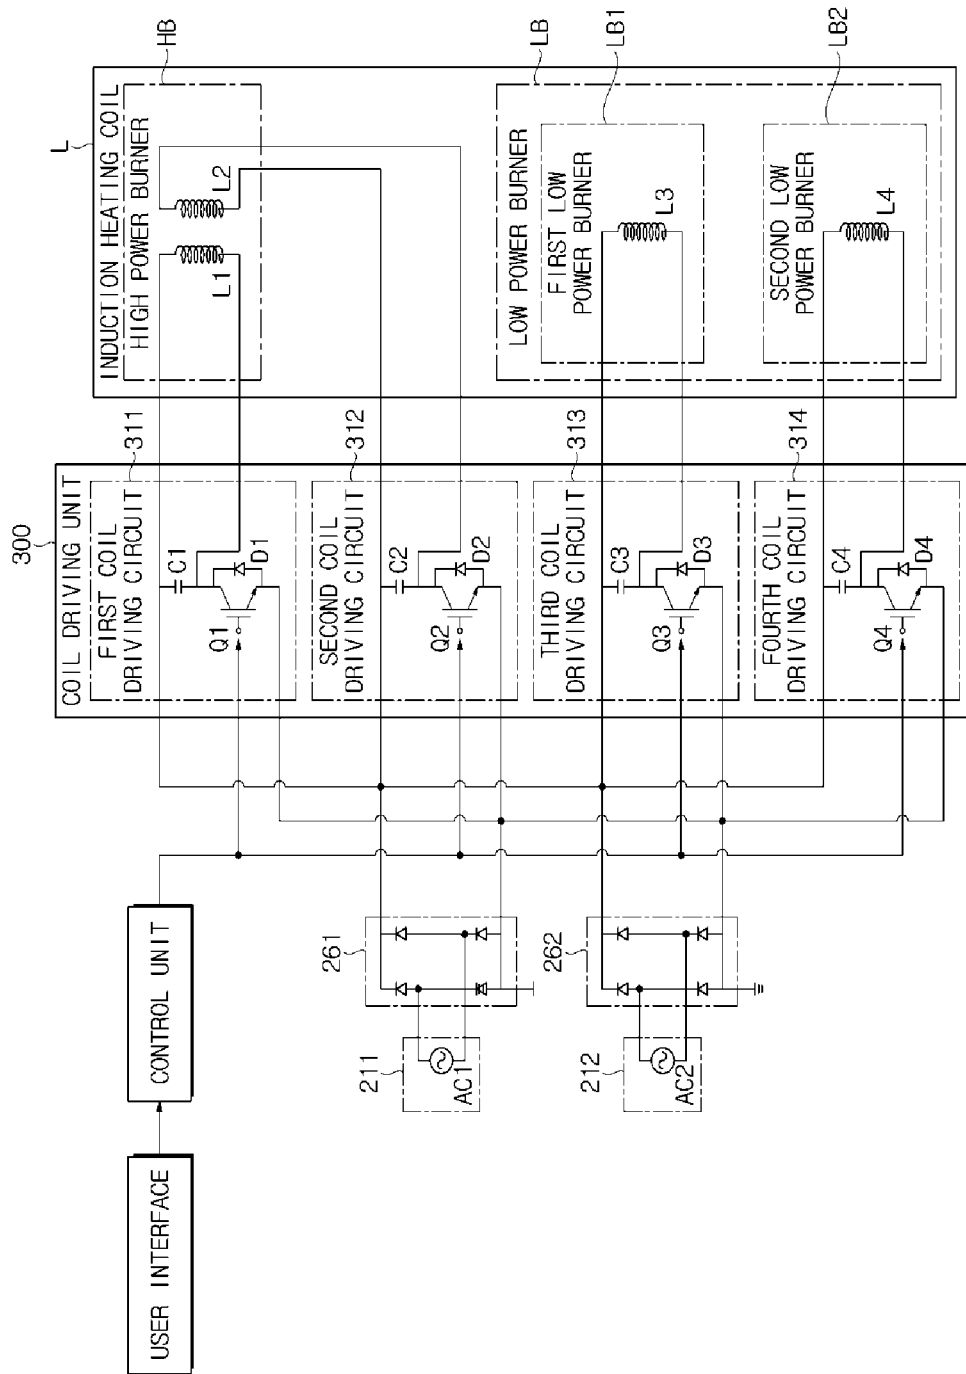 300
COIL DRIVING UNIT
FIRST COIL
DRIVING CIRCUIT
311
C1
D1
Q1
SECOND COIL
DRIVING CIRCUIT
312
C2
D2
Q2
THIRD COIL
DRIVING CIRCUIT
313
C3
D3
Q3
FOURTH COIL
DRIVING CIRCUIT
314
C4
D4
Q4
L
INDUCTION HEATING COIL
HIGH POWER BURNER
HB
L1
L2
LOW POWER BURNER
LB
FIRST LOW
POWER BURNER
LB1
L3
SECOND LOW
POWER BURNER
LB2
L4
USER INTERFACE
CONTROL UNIT
211
AC1
261
212
AC2
262